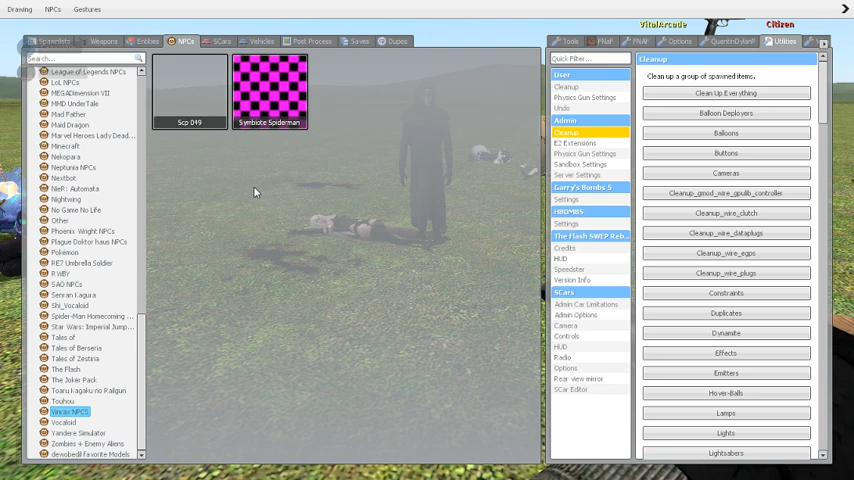 Drawing NPCs Gestures
VitalArcade Citizen
Spawnlists Weapons Entities NPCs SCars Vehicles Post Process Saves Dupes
Search...
League of Legends NPCs
LoL NPCs
MEGADimension VII
MMD UnderTale
Mad Father
Maid Dragon
Marvel Heroes Lady Dead...
Minecraft
Nekopara
Neptunia NPCs
Nextbot
NieR: Automata
Nightwing
No Game No Life
Other
Phoenix Wright NPCs
Plague Doktor haus NPCs
Pokémon
RE7 Umbrella Soldier
RWBY
SAO NPCs
Senran Kagura
Shi_Vocaloid
Spider-Man Homecoming ...
Star Wars: Imperial Jump...
Tales of
Tales of Berseria
Tales of Zestiria
The Flash
The Joker Pack
Toaru Kagaku no Railgun
Touhou
Vinrax NPCS
Vocaloid
Yandere Simulator
Zombies + Enemy Aliens
dewobedil favorite Models
Scp 049
Symbiote Spiderman
Tools FNaF FNAF Options QuentinDylanP Utilities
Quick Filter...
User
Cleanup
Physics Gun Settings
Undo
Admin
Cleanup
E2 Extensions
Physics Gun Settings
Sandbox Settings
Server Settings
Garry's Bombs 5
Settings
HBOMBS
Settings
The Flash SWEP Reb...
Credits
HUD
Speedster
Version Info
SCars
Admin Car Limitations
Admin Options
Camera
Controls
HUD
Radio
Options
Rear view mirror
SCar Editor
Cleanup
Clean up a group of spawned items.
Clean Up Everything
Balloon Deployers
Balloons
Buttons
Cameras
Cleanup_gmod_wire_gpulib_controller
Cleanup_wire_clutch
Cleanup_wire_dataplugs
Cleanup_wire_egps
Cleanup_wire_plugs
Constraints
Duplicates
Dynamite
Effects
Emitters
Hover-Balls
Lamps
Lights
Lightsabers